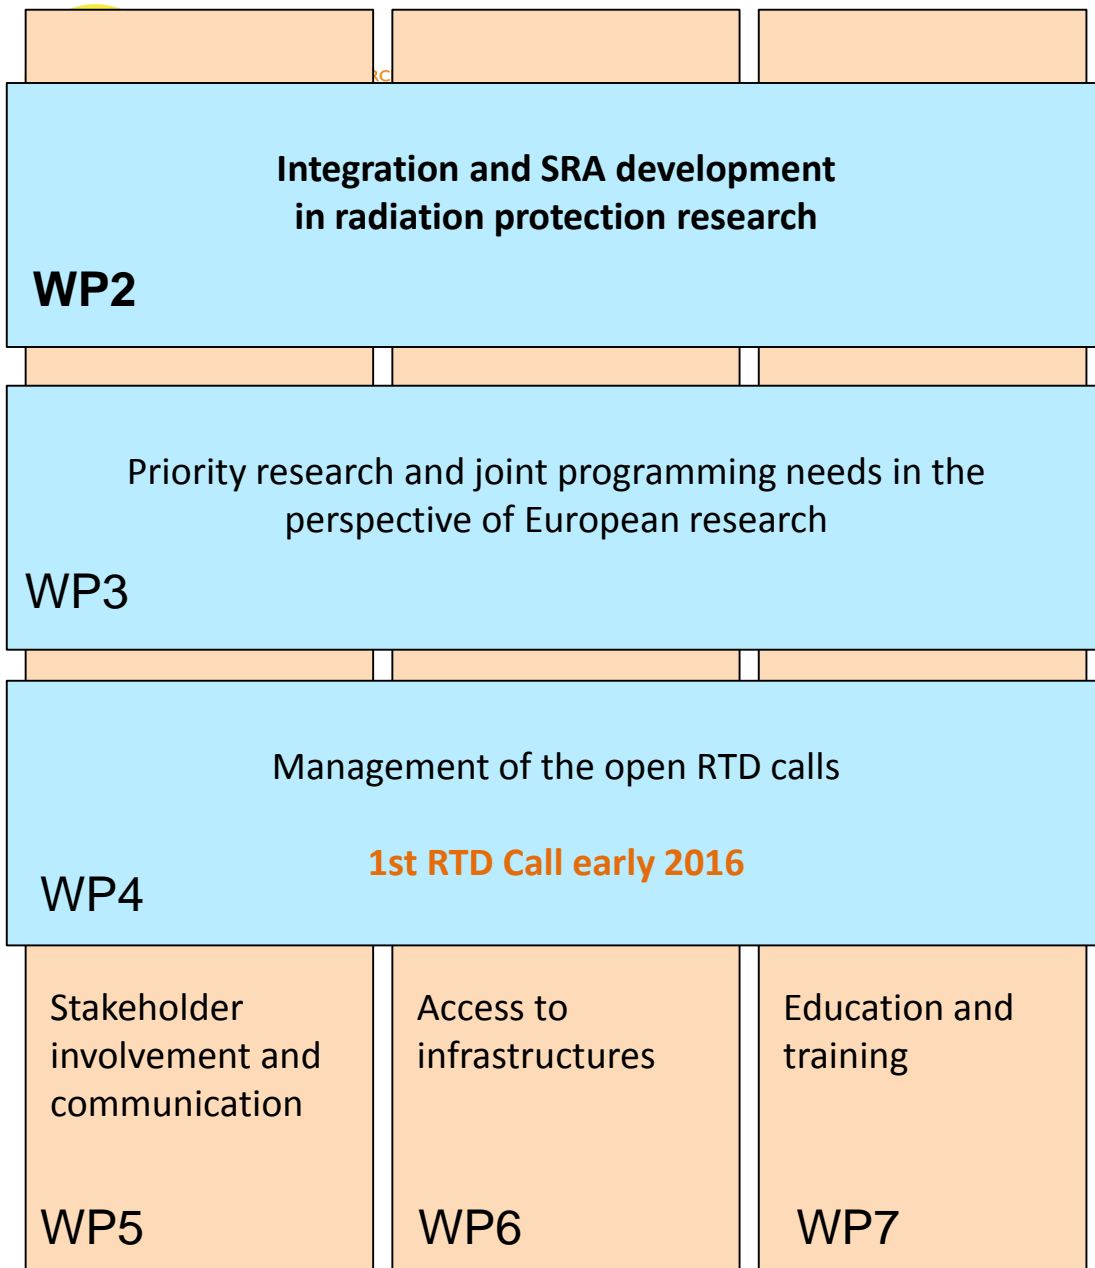 RC
Integration and SRA development
in radiation protection research
WP2
Priority research and joint programming needs in the
perspective of European research
WP3
Management of the open RTD calls
1st RTD Call early 2016
WP4
Stakeholder
involvement and
communication
WP5
Access to
infrastructures
WP6
Education and
training
WP7